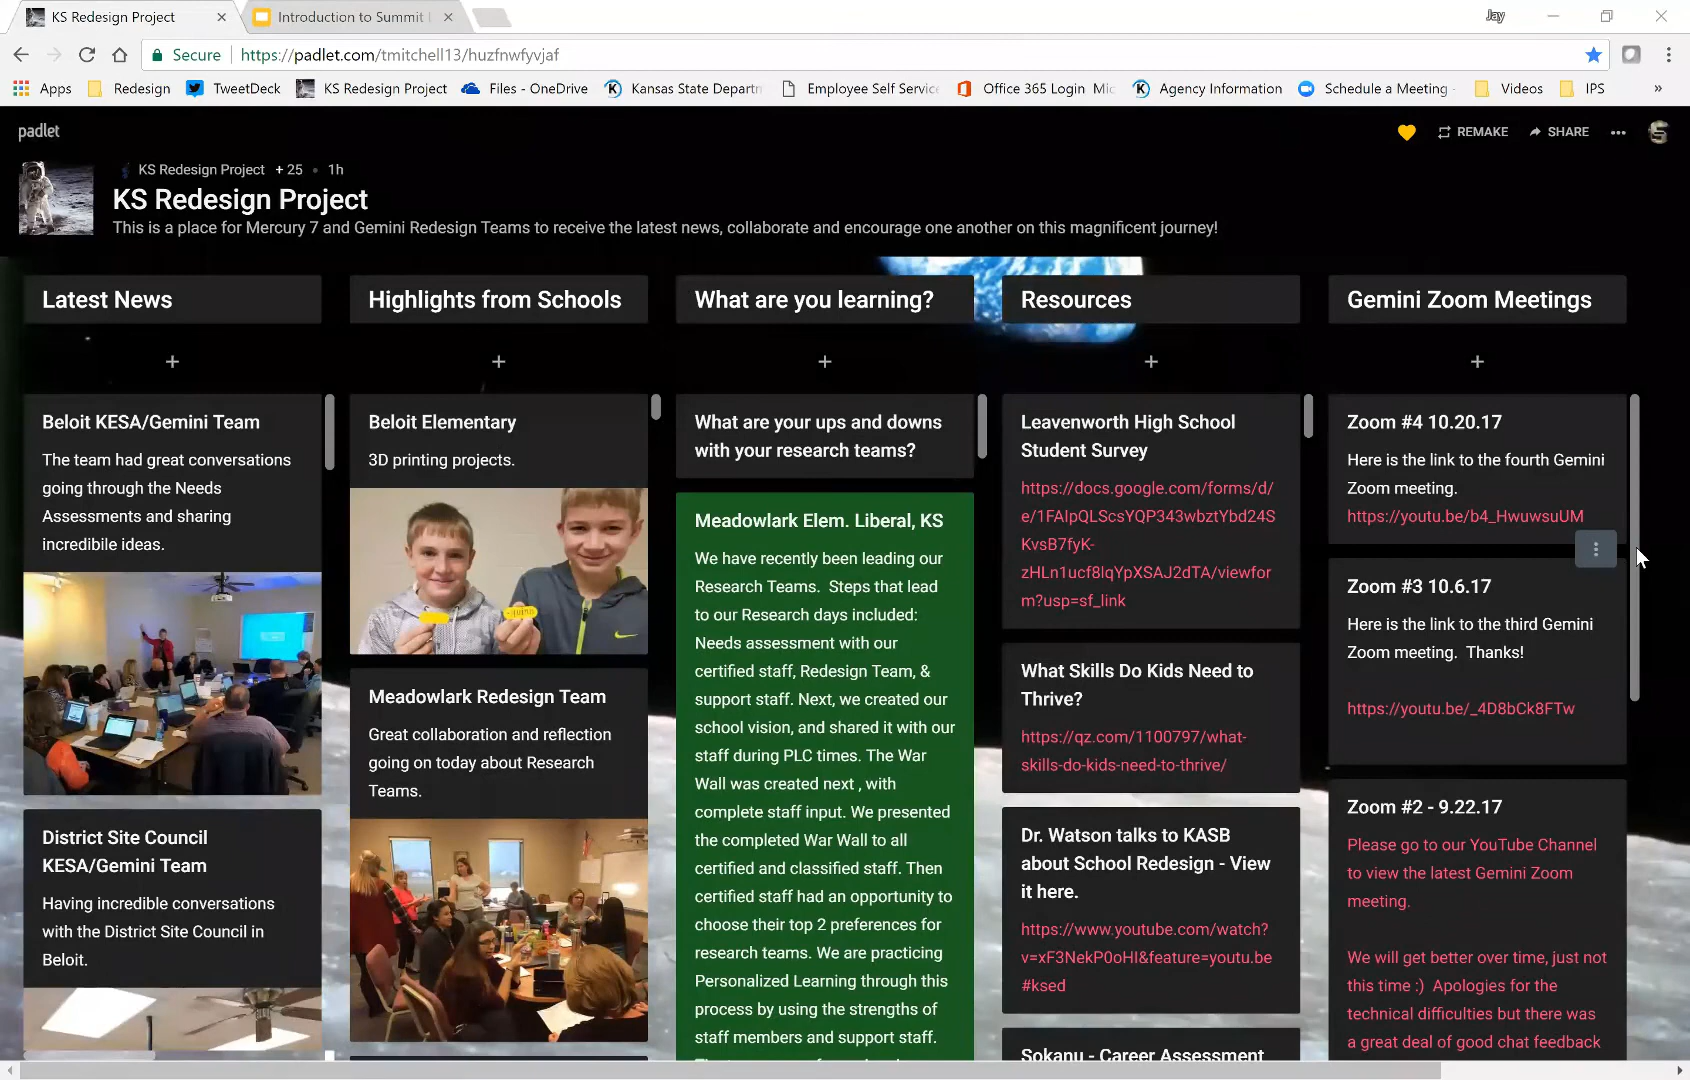 KS Redesign Project
Introduction to Summit
Jay
Secure
https://padlet.com/tmitchell13/huzfnwfyvjaf
Apps
Redesign
TweetDeck
KS Redesign Project
Files - OneDrive
Kansas State Departm
Employee Self Service
Office 365 Login Mic
Agency Information
Schedule a Meeting -
Videos
IPS
»
padlet
REMAKE
SHARE
KS Redesign Project + 25 • 1h
KS Redesign Project
This is a place for Mercury 7 and Gemini Redesign Teams to receive the latest news, collaborate and encourage one another on this magnificent journey!
Latest News
+
Beloit KESA/Gemini Team
The team had great conversations
going through the Needs
Assessments and sharing
incredibile ideas.
District Site Council
KESA/Gemini Team
Having incredible conversations
with the District Site Council in
Beloit.
Highlights from Schools
+
Beloit Elementary
3D printing projects.
Meadowlark Redesign Team
Great collaboration and reflection
going on today about Research
Teams.
What are you learning?
+
What are your ups and downs
with your research teams?
Meadowlark Elem. Liberal, KS
We have recently been leading our
Research Teams.  Steps that lead
to our Research days included:
Needs assessment with our
certified staff, Redesign Team, &
support staff. Next, we created our
school vision, and shared it with our
staff during PLC times. The War
Wall was created next , with
complete staff input. We presented
the completed War Wall to all
certified and classified staff. Then
certified staff had an opportunity to
choose their top 2 preferences for
research teams. We are practicing
Personalized Learning through this
process by using the strengths of
staff members and support staff.
Resources
+
Leavenworth High School
Student Survey
https://docs.google.com/forms/d/
e/1FAIpQLScsYQP343wbztYbd24S
KvsB7fyK-
zHLn1ucf8lqYpXSAJ2dTA/viewfor
m?usp=sf_link
What Skills Do Kids Need to
Thrive?
https://qz.com/1100797/what-
skills-do-kids-need-to-thrive/
Dr. Watson talks to KASB
about School Redesign - View
it here.
https://www.youtube.com/watch?
v=xF3NekP0oHI&feature=youtu.be
#ksed
Sokanu - Career Assessment
Gemini Zoom Meetings
+
Zoom #4 10.20.17
Here is the link to the fourth Gemini
Zoom meeting.
https://youtu.be/b4_HwuwsuUM
Zoom #3 10.6.17
Here is the link to the third Gemini
Zoom meeting.  Thanks!
https://youtu.be/_4D8bCk8FTw
Zoom #2 - 9.22.17
Please go to our YouTube Channel
to view the latest Gemini Zoom
meeting.
We will get better over time, just not
this time :)  Apologies for the
technical difficulties but there was
a great deal of good chat feedback